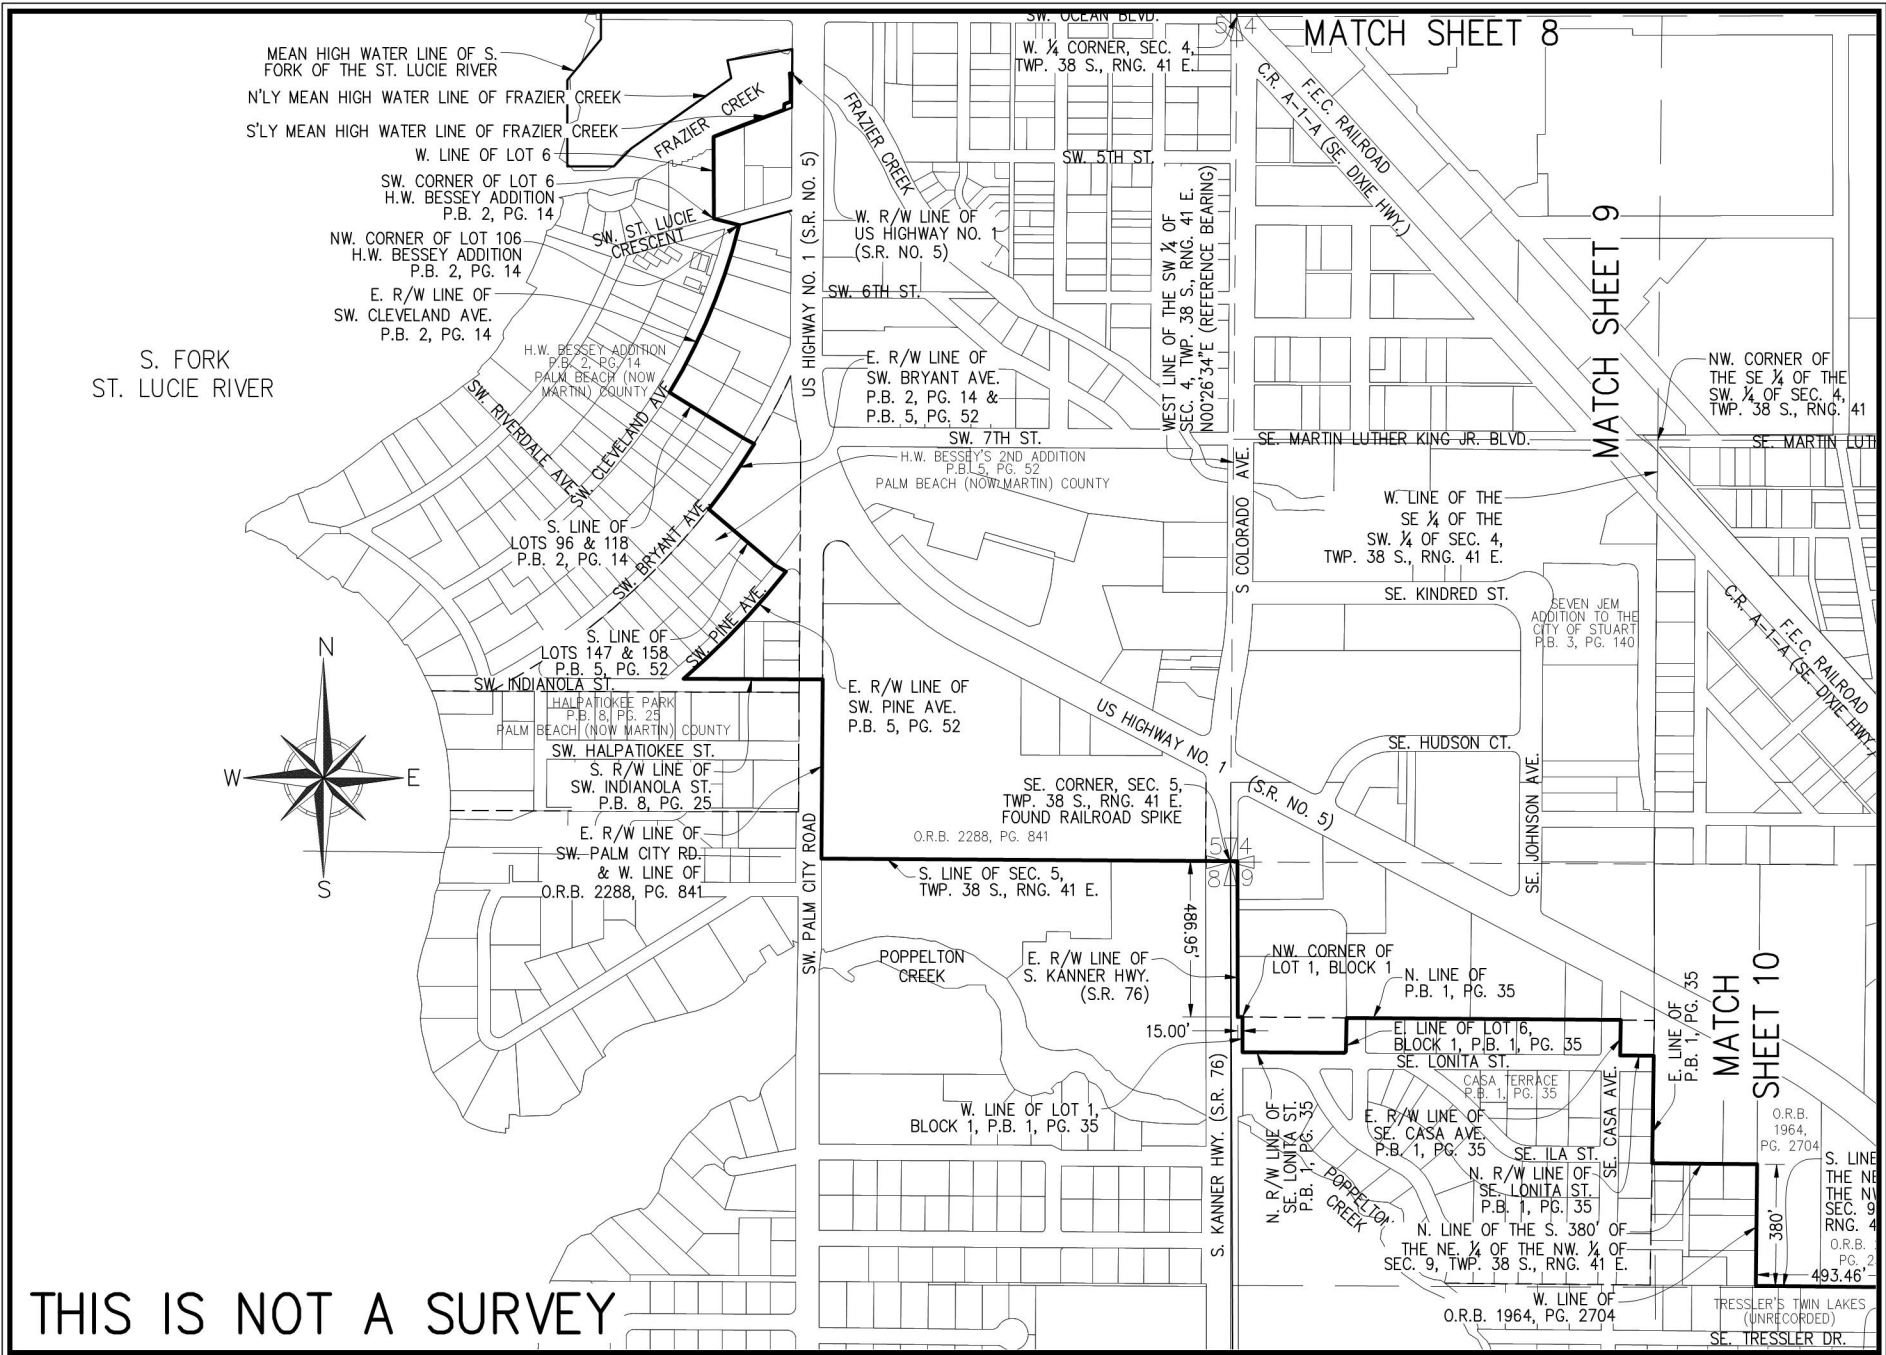 SW. OCEAN BLVD.
5 4
MATCH SHEET 8
W. ¼ CORNER, SEC. 4,
TWP. 38 S., RNG. 41 E.
MEAN HIGH WATER LINE OF S.
FORK OF THE ST. LUCIE RIVER
N'LY MEAN HIGH WATER LINE OF FRAZIER CREEK
S'LY MEAN HIGH WATER LINE OF FRAZIER CREEK
FRAZIER CREEK
W. LINE OF LOT 6
SW. CORNER OF LOT 6
H.W. BESSEY ADDITION
P.B. 2, PG. 14
NW. CORNER OF LOT 106
H.W. BESSEY ADDITION
P.B. 2, PG. 14
E. R/W LINE OF
SW. CLEVELAND AVE.
P.B. 2, PG. 14
SW. ST. LUCIE
CRESCENT
FRAZIER CREEK
US HIGHWAY NO. 1 (S.R. NO. 5)
W. R/W LINE OF
US HIGHWAY NO. 1
(S.R. NO. 5)
SW. 5TH ST.
SW. 6TH ST.
WEST LINE OF THE SW ¼ OF
SEC. 4, TWP. 38 S., RNG. 41 E.
N00°26'34"E (REFERENCE BEARING)
F.E.C. RAILROAD
C.R. A-1-A (SE. DIXIE HWY.)
MATCH SHEET 9
NW. CORNER OF
THE SE ¼ OF THE
SW. ¼ OF SEC. 4,
TWP. 38 S., RNG. 41
S. FORK
ST. LUCIE RIVER
H.W. BESSEY ADDITION
P.B. 2, PG. 14
PALM BEACH (NOW
MARTIN) COUNTY
SW. RIVERDALE AVE.
SW. CLEVELAND AVE.
E. R/W LINE OF
SW. BRYANT AVE.
P.B. 2, PG. 14 &
P.B. 5, PG. 52
SW. 7TH ST.
SE. MARTIN LUTHER KING JR. BLVD.
SE. MARTIN LUTH
H.W. BESSEY'S 2ND ADDITION
P.B. 5, PG. 52
PALM BEACH (NOW MARTIN) COUNTY
S COLORADO AVE.
W. LINE OF THE
SE ¼ OF THE
SW. ¼ OF SEC. 4,
TWP. 38 S., RNG. 41 E.
S. LINE OF
LOTS 96 & 118
P.B. 2, PG. 14
SW. BRYANT AVE.
SE. KINDRED ST.
SEVEN JEM
ADDITION TO THE
CITY OF STUART
P.B. 3, PG. 140
F.E.C. RAILROAD
C.R. A-1-A (SE. DIXIE HWY.)
S. LINE OF
LOTS 147 & 158
P.B. 5, PG. 52
SW. PINE AVE.
E. R/W LINE OF
SW. PINE AVE.
P.B. 5, PG. 52
SW. INDIANOLA ST.
HALPATIOKEE PARK
P.B. 8, PG. 25
PALM BEACH (NOW MARTIN) COUNTY
SW. HALPATIOKEE ST.
S. R/W LINE OF
SW. INDIANOLA ST.
P.B. 8, PG. 25
E. R/W LINE OF
SW. PALM CITY RD.
& W. LINE OF
O.R.B. 2288, PG. 841
N
W
E
S
US HIGHWAY NO. 1
(S.R. NO. 5)
SE. HUDSON CT.
SE. JOHNSON AVE.
SE. CORNER, SEC. 5,
TWP. 38 S., RNG. 41 E.
FOUND RAILROAD SPIKE
O.R.B. 2288, PG. 841
5 4
8 9
SW. PALM CITY ROAD
S. LINE OF SEC. 5,
TWP. 38 S., RNG. 41 E.
486.95'
POPPELTON
CREEK
E. R/W LINE OF
S. KANNER HWY.
(S.R. 76)
15.00'
NW. CORNER OF
LOT 1, BLOCK 1
N. LINE OF
P.B. 1, PG. 35
E. LINE OF LOT 6,
BLOCK 1, P.B. 1, PG. 35
SE. LONITA ST.
E. LINE OF
P.B. 1, PG. 35
MATCH
SHEET 10
CASA TERRACE
P.B. 1, PG. 35
SE. CASA AVE.
W. LINE OF LOT 1,
BLOCK 1, P.B. 1, PG. 35
S. KANNER HWY. (S.R. 76)
N. R/W LINE OF
SE. LONITA ST.
P.B. 1, PG. 35
E. R/W LINE OF
SE. CASA AVE.
P.B. 1, PG. 35
SE. ILA ST.
POPPELTON
CREEK
N. R/W LINE OF
SE. LONITA ST.
P.B. 1, PG. 35
N. LINE OF THE S. 380' OF
THE NE. ¼ OF THE NW. ¼ OF
SEC. 9, TWP. 38 S., RNG. 41 E.
O.R.B.
1964,
PG. 2704
S. LINE
THE NE
THE NW
SEC. 9
RNG. 4
O.R.B.
PG. 2
380'
493.46'
W. LINE OF
O.R.B. 1964, PG. 2704
TRESSLER'S TWIN LAKES
(UNRECORDED)
SE. TRESSLER DR.
THIS IS NOT A SURVEY